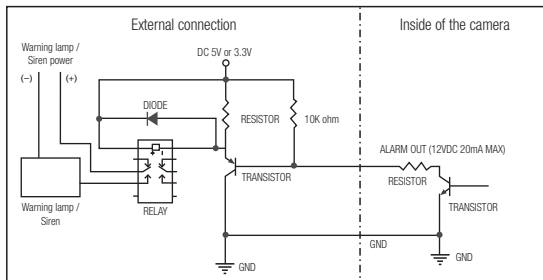 External connection
Inside of the camera
Warning lamp /
Siren power
(–)
(+)
DC 5V or 3.3V
DIODE
RESISTOR
10K ohm
ALARM OUT (12VDC 20mA MAX)
TRANSISTOR
RESISTOR
TRANSISTOR
RELAY
Warning lamp /
Siren
GND
GND
GND